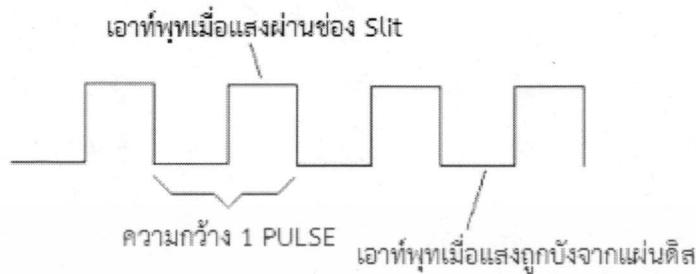 เอาท์พุทเมื่อแสงผ่านช่อง Slit
ความกว้าง 1 PULSE
เอาท์พุทเมื่อแสงถูกบังจากแผ่นดิส